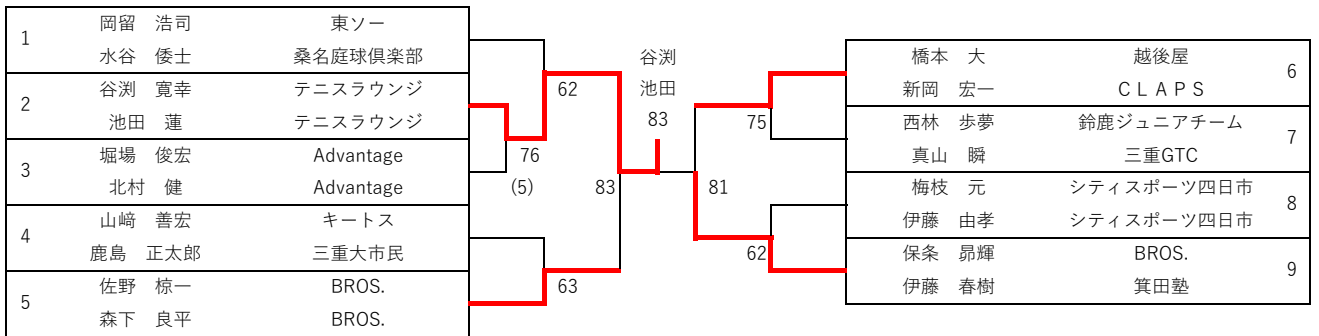 1
岡留 浩司 東ソー
水谷 倭士 桑名庭球倶楽部
2
谷渕 寛幸 テニスラウンジ
池田 蓮 テニスラウンジ
3
堀場 俊宏 Advantage
北村 健 Advantage
4
山﨑 善宏 キートス
鹿島 正太郎 三重大市民
5
佐野 椋一 BROS.
森下 良平 BROS.
62
76
(5)
83
63
谷渕
池田
83
75
81
62
橋本 大 越後屋
新岡 宏一 ＣＬＡＰＳ
6
西林 歩夢 鈴鹿ジュニアチーム
真山 瞬 三重GTC
7
梅枝 元 シティスポーツ四日市
伊藤 由孝 シティスポーツ四日市
8
保条 昴輝 BROS.
伊藤 春樹 箕田塾
9